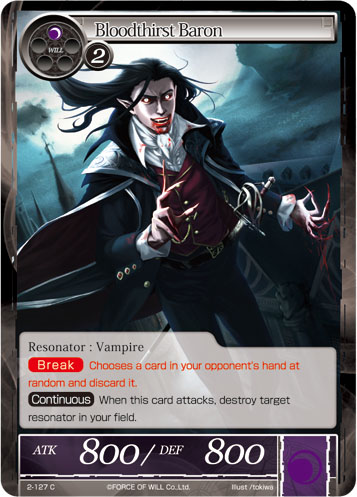 Bloodthirst Baron
WILL
2
Resonator : Vampire
Break Chooses a card in your opponent's hand at
random and discard it.
Continuous When this card attacks, destroy target
resonator in your field.
ATK 800 / DEF 800
2-127 C ©FORCE OF WILL Co.,Ltd. Illust /tokiwa